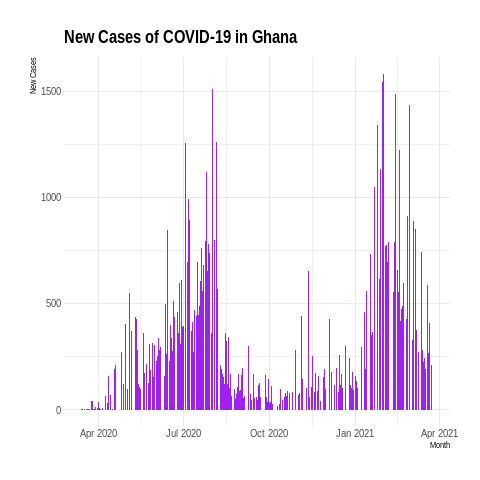 New Cases of COVID-19 in Ghana
New Cases
1500
1000
500
0
Apr 2020
Jul 2020
Oct 2020
Jan 2021
Apr 2021
Month